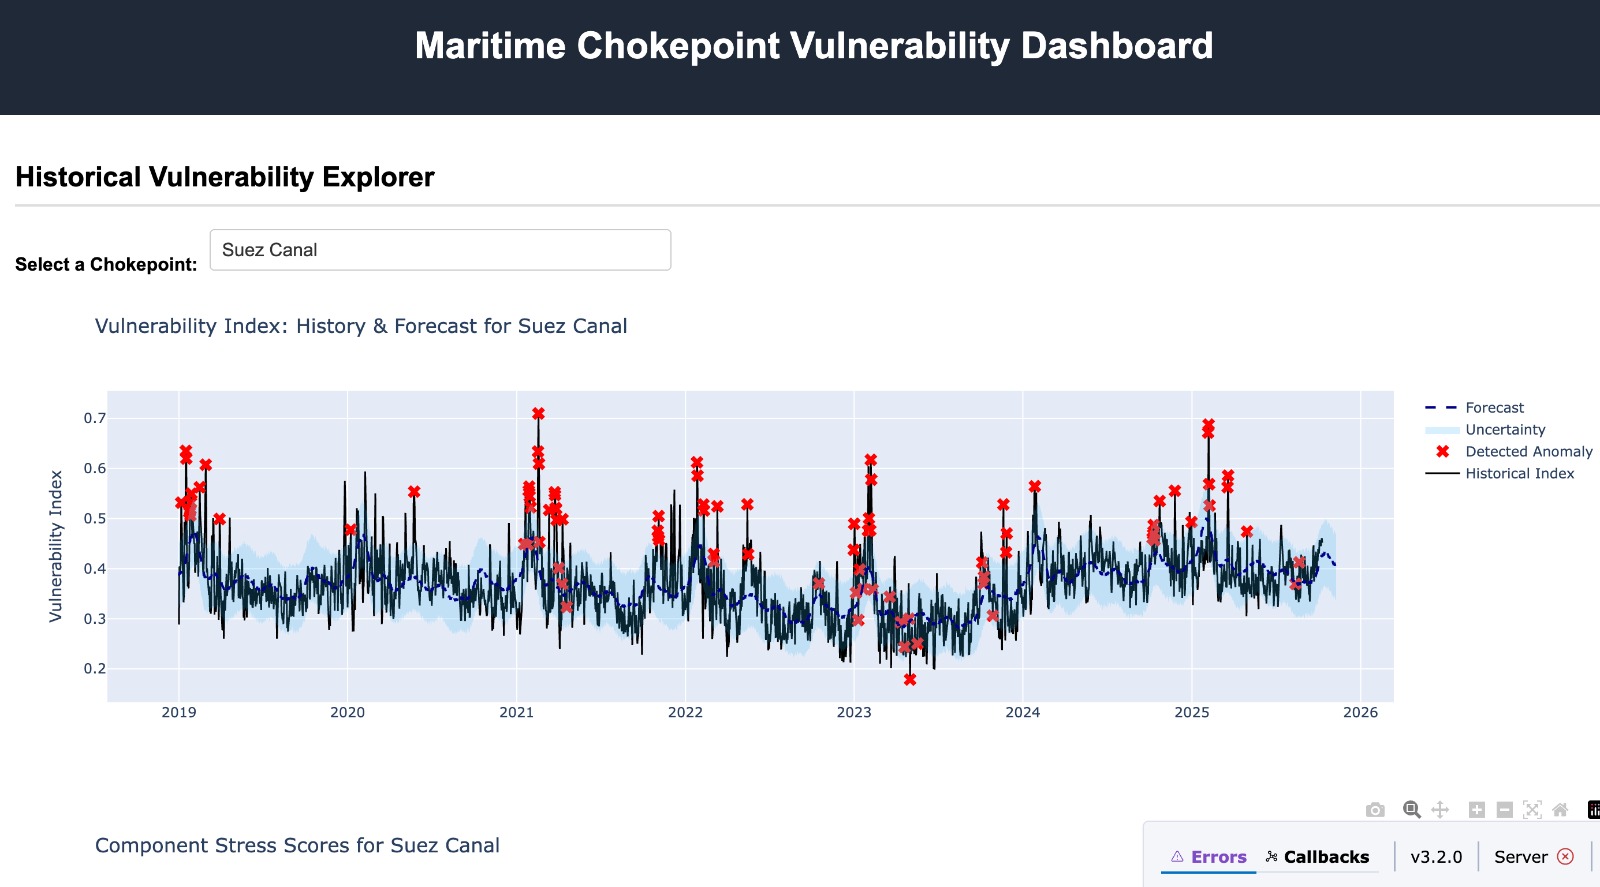 Maritime Chokepoint Vulnerability Dashboard
Historical Vulnerability Explorer
Select a Chokepoint:
Suez Canal
Vulnerability Index: History & Forecast for Suez Canal
Forecast
Uncertainty
Detected Anomaly
Historical Index
Vulnerability Index
0.7
0.6
0.5
0.4
0.3
0.2
2019
2020
2021
2022
2023
2024
2025
2026
Component Stress Scores for Suez Canal
Errors
Callbacks
v3.2.0
Server